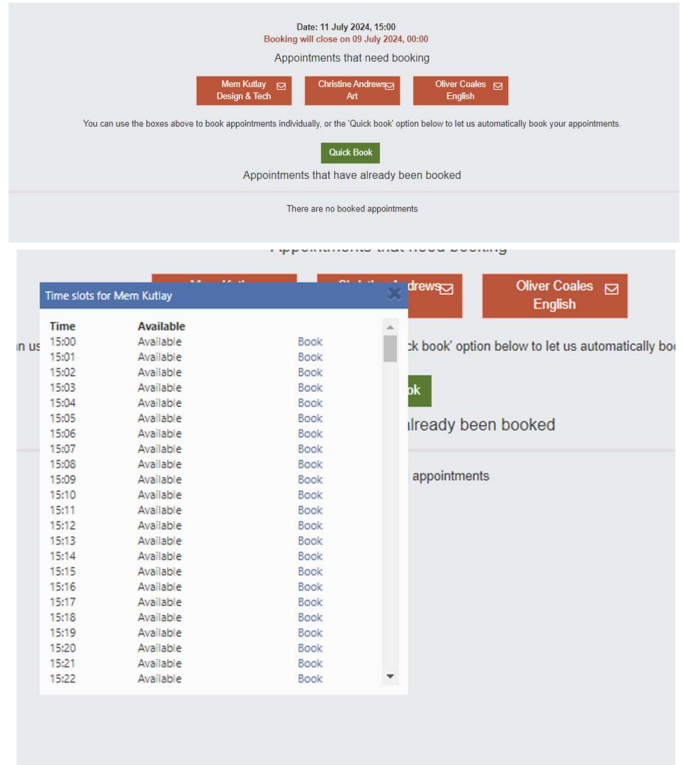 Date: 11 July 2024, 15:00
Booking will close on 09 July 2024, 00:00
Appointments that need booking
Mem Kutlay
Design & Tech
Christine Andrews
Art
Oliver Coales
English
You can use the boxes above to book appointments individually, or the 'Quick book' option below to let us automatically book your appointments.
Quick Book
Appointments that have already been booked
There are no booked appointments
Appointments that need booking
drews
Oliver Coales
English
Time slots for Mem Kutlay
Time Available
15:00 Available Book
15:01 Available Book
15:02 Available Book
15:03 Available Book
15:04 Available Book
15:05 Available Book
15:06 Available Book
15:07 Available Book
15:08 Available Book
15:09 Available Book
15:10 Available Book
15:11 Available Book
15:12 Available Book
15:13 Available Book
15:14 Available Book
15:15 Available Book
15:16 Available Book
15:17 Available Book
15:18 Available Book
15:19 Available Book
15:20 Available Book
15:21 Available Book
15:22 Available Book
n us
ck book' option below to let us automatically boo
ok
lready been booked
appointments